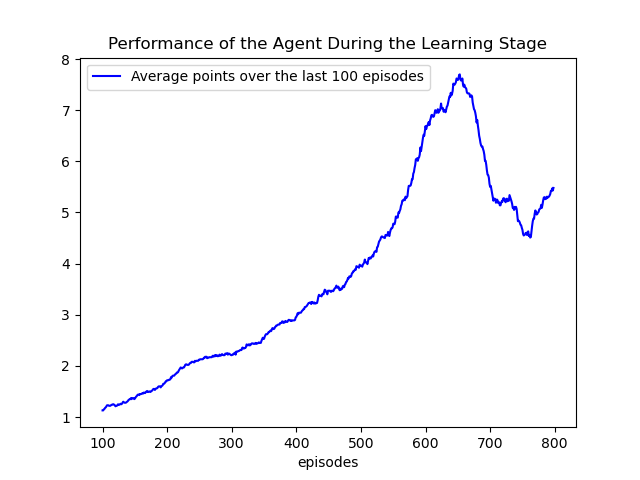 Performance of the Agent During the Learning Stage
Average points over the last 100 episodes
8
7
6
5
4
3
2
1
100 200 300 400 500 600 700 800
episodes